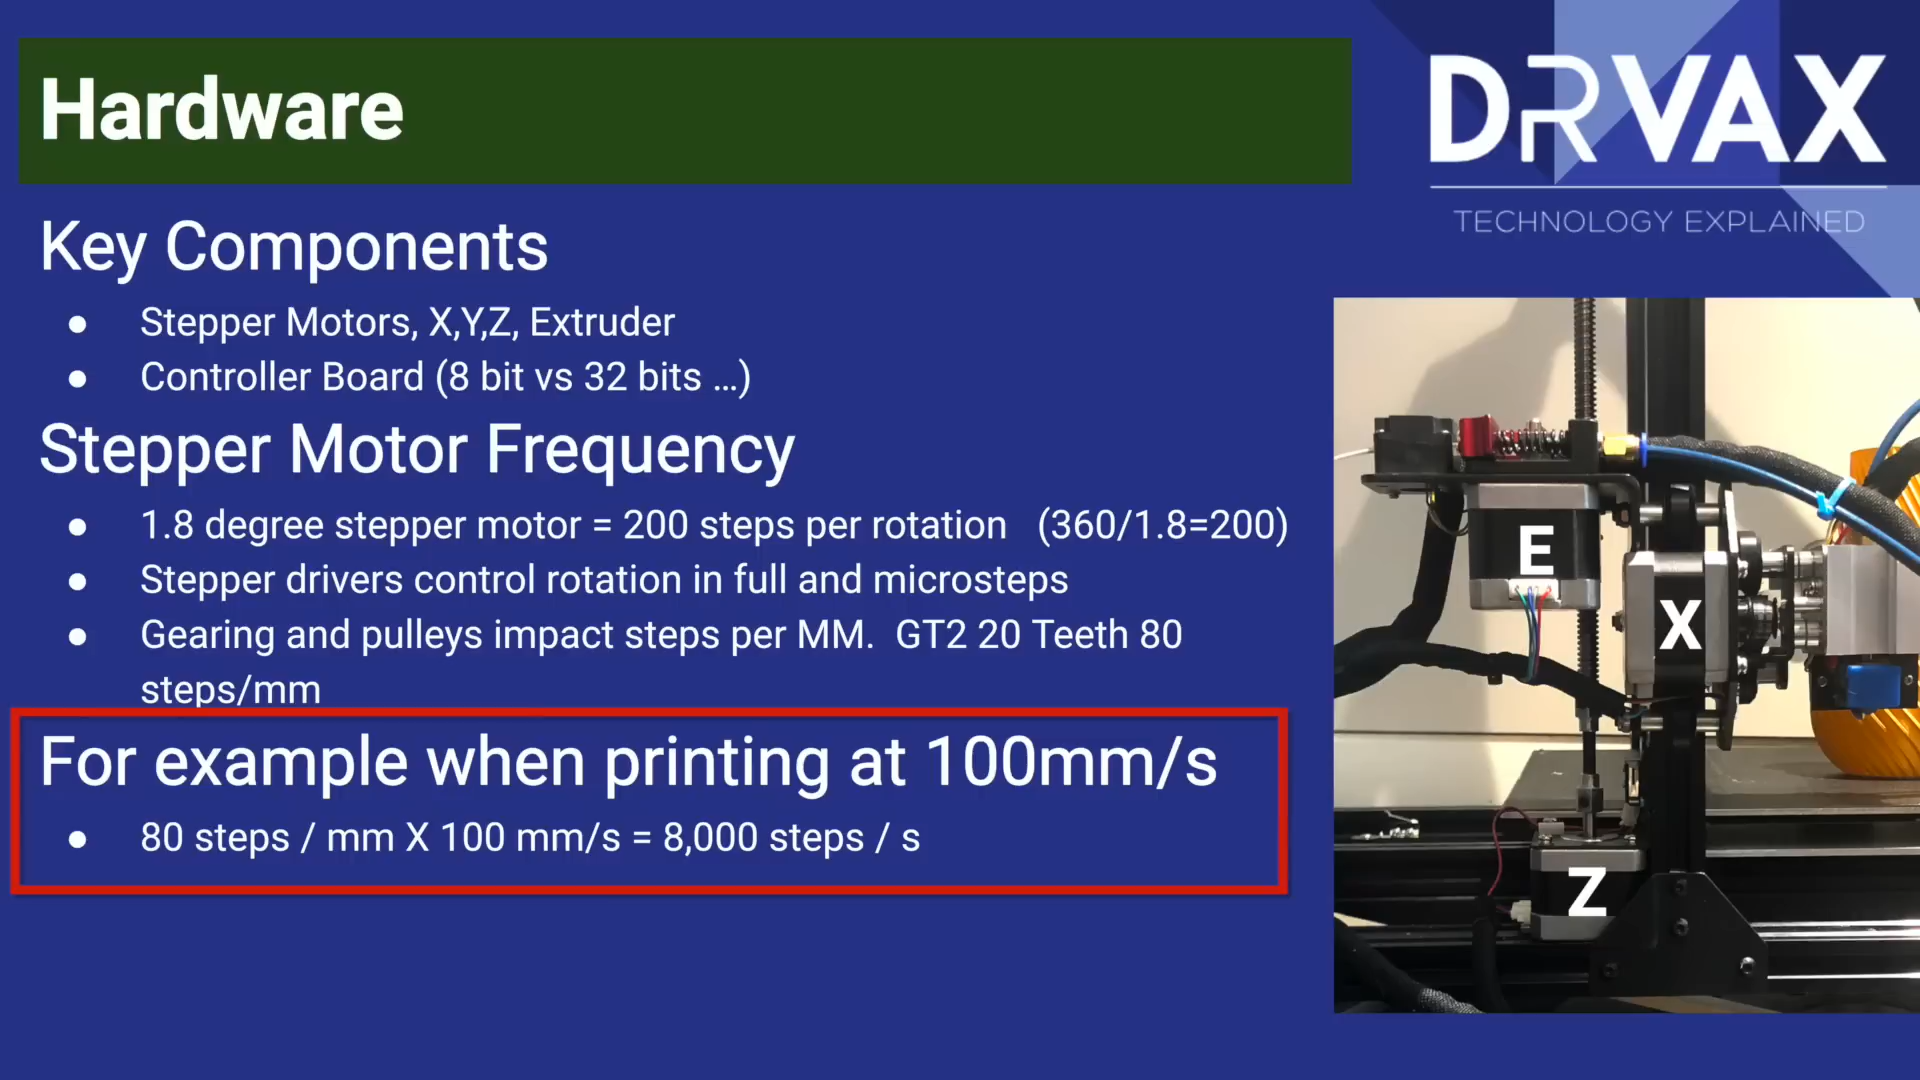 Hardware
DRVAX
TECHNOLOGY EXPLAINED
Key Components
● Stepper Motors, X,Y,Z, Extruder
● Controller Board (8 bit vs 32 bits ...)
Stepper Motor Frequency
● 1.8 degree stepper motor = 200 steps per rotation (360/1.8=200)
● Stepper drivers control rotation in full and microsteps
● Gearing and pulleys impact steps per MM. GT2 20 Teeth 80
steps/mm
For example when printing at 100mm/s
● 80 steps / mm X 100 mm/s = 8,000 steps / s
E
X
Z